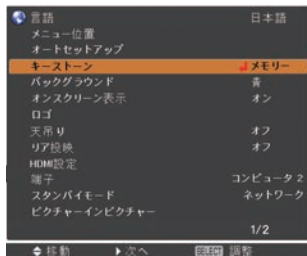 言語 日本語
メニュー位置
オートセットアップ
キーストーン メモリー
バックグラウンド 青
オンスクリーン表示 オン
ロゴ
天吊り オフ
リア投映 オフ
HDMI設定
端子 コンピュータ 2
スタンバイモード ネットワーク
ピクチャーインピクチャー
1/2
移動 次へ SELECT 調整